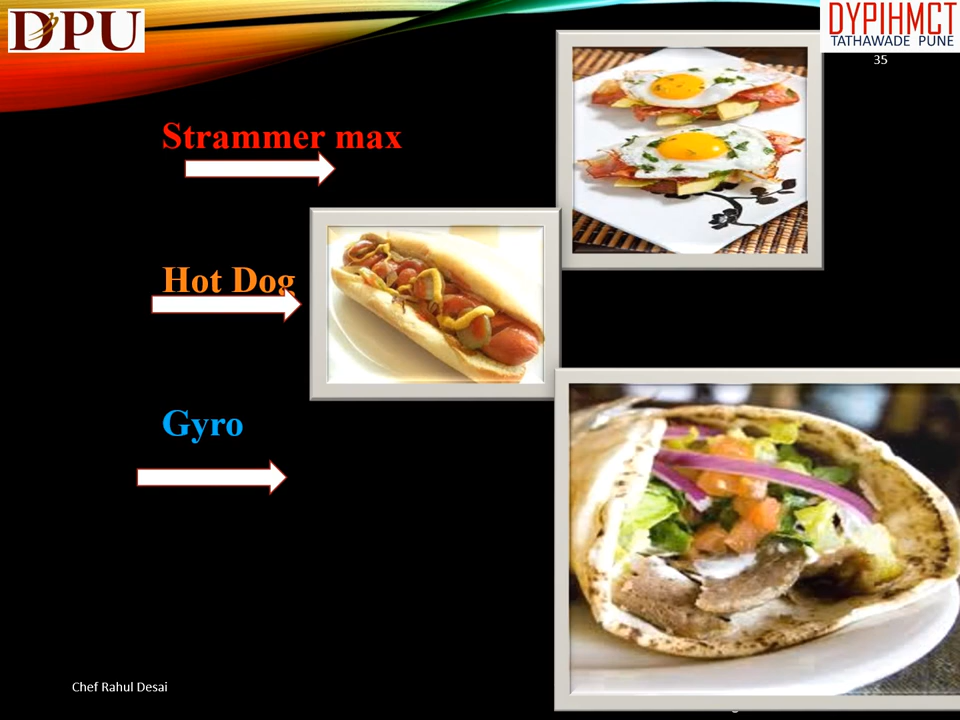 DPU
DYPIHMCT
TATHAWADE PUNE
35
Strammer max
Hot Dog
Gyro
Chef Rahul Desai